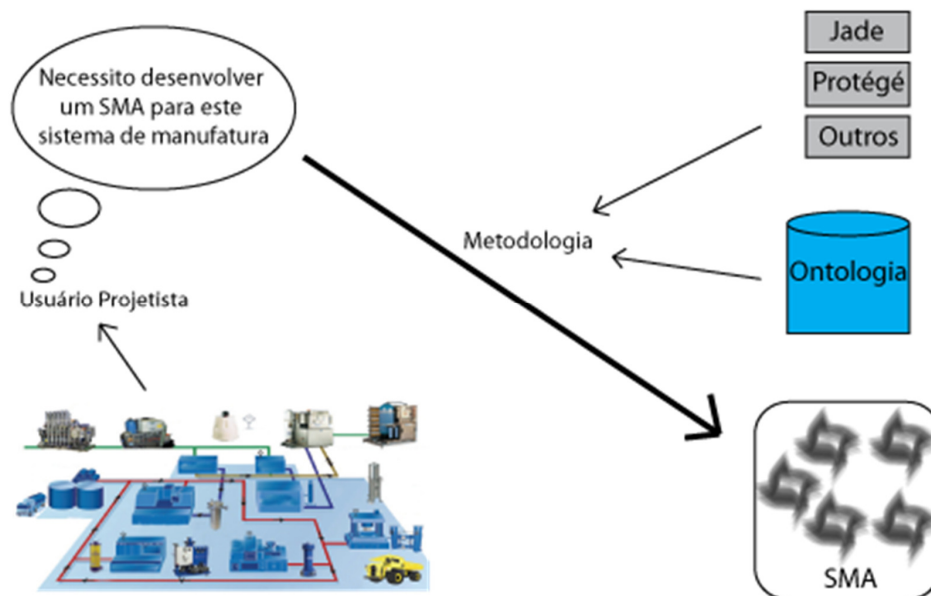 Necessito desenvolver
um SMA para este
sistema de manufatura
Usuário Projetista
Metodologia
Jade
Protégé
Outros
Ontologia
SMA